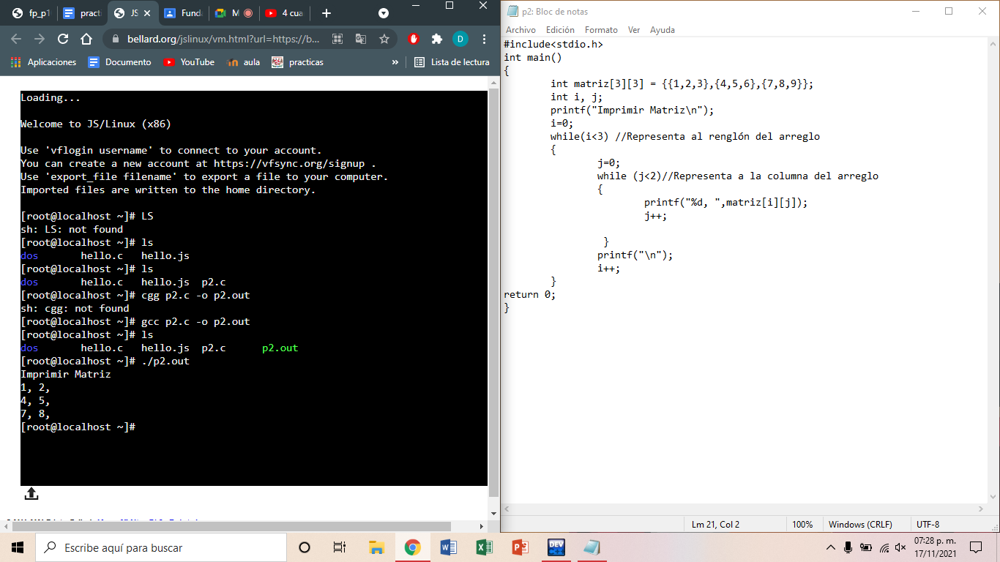 fp_p1
practi
JS
Fund
M
4 cua
bellard.org/jslinux/vm.html?url=https://b...
D
Aplicaciones
Documento
YouTube
aula
practicas
»
Lista de lectura
Loading...
Welcome to JS/Linux (x86)
Use 'vflogin username' to connect to your account.
You can create a new account at https://vfsync.org/signup .
Use 'export_file filename' to export a file to your computer.
Imported files are written to the home directory.
[root@localhost ~]# LS
sh: LS: not found
[root@localhost ~]# ls
dos       hello.c   hello.js
[root@localhost ~]# ls
dos       hello.c   hello.js  p2.c
[root@localhost ~]# cgg p2.c -o p2.out
sh: cgg: not found
[root@localhost ~]# gcc p2.c -o p2.out
[root@localhost ~]# ls
dos       hello.c   hello.js  p2.c      p2.out
[root@localhost ~]# ./p2.out
Imprimir Matriz
1, 2,
4, 5,
7, 8,
[root@localhost ~]#
p2: Bloc de notas
Archivo Edición Formato Ver Ayuda
#include<stdio.h>
int main()
{
        int matriz[3][3] = {{1,2,3},{4,5,6},{7,8,9}};
        int i, j;
        printf("Imprimir Matriz\n");
        i=0;
        while(i<3) //Representa al renglón del arreglo
        {
                j=0;
                while (j<2)//Representa a la columna del arreglo
                {
                        printf("%d, ",matriz[i][j]);
                        j++;
                 }
                printf("\n");
                i++;
        }
return 0;
}
Lm 21, Col 2
100%
Windows (CRLF)
UTF-8
Escribe aquí para buscar
DEV
07:28 p. m.
17/11/2021